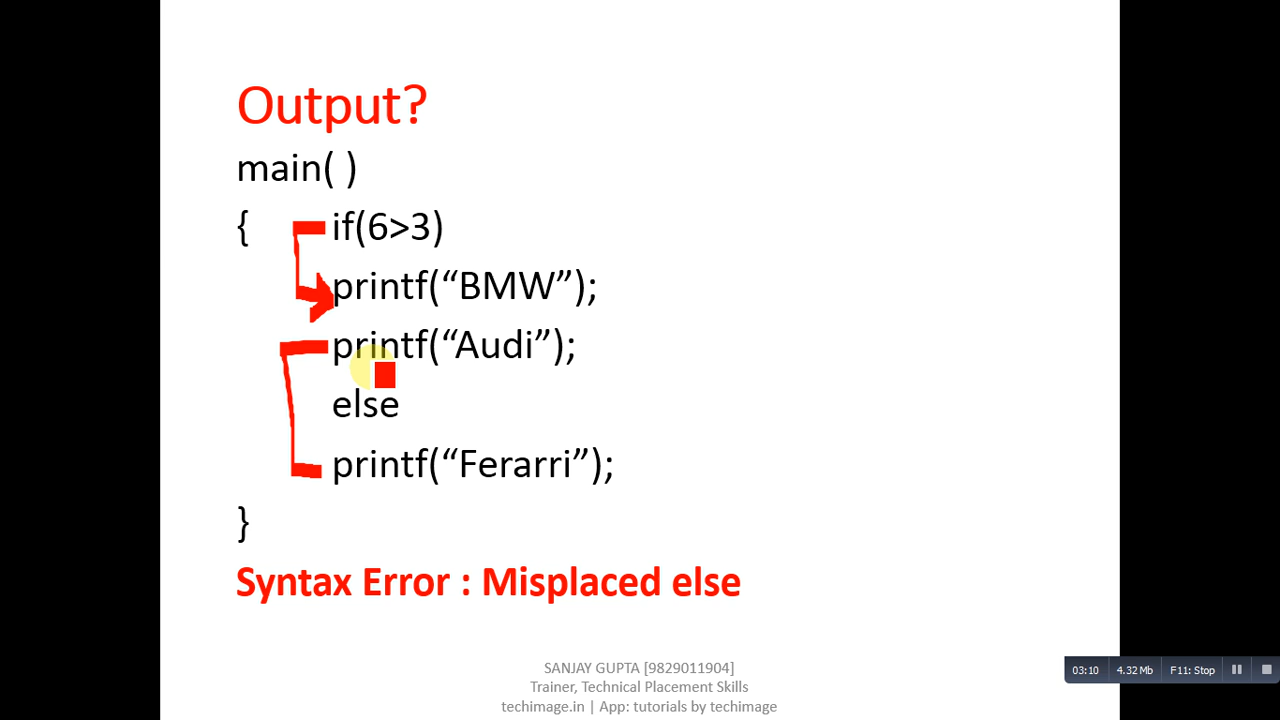 Output?
main( )
{ if(6>3)
printf(“BMW”);
printf(“Audi”);
else
printf(“Ferarri”);
}
Syntax Error : Misplaced else
SANJAY GUPTA [9829011904]
Trainer, Technical Placement Skills
techimage.in | App: tutorials by techimage
03:10 4.32 Mb F11: Stop